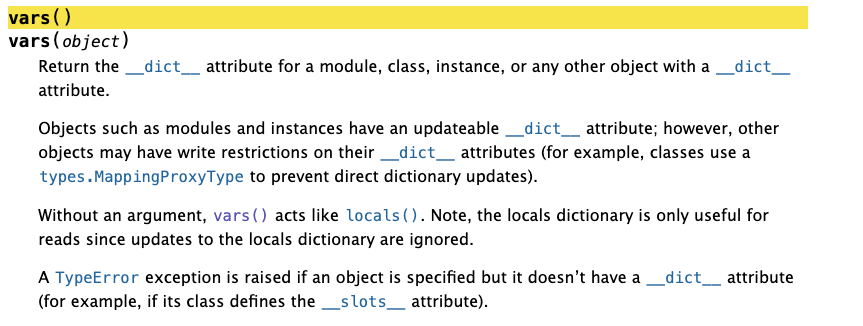 vars()
vars(object)
Return the __dict__ attribute for a module, class, instance, or any other object with a __dict__
attribute.
Objects such as modules and instances have an updateable __dict__ attribute; however, other
objects may have write restrictions on their __dict__ attributes (for example, classes use a
types.MappingProxyType to prevent direct dictionary updates).
Without an argument, vars() acts like locals(). Note, the locals dictionary is only useful for
reads since updates to the locals dictionary are ignored.
A TypeError exception is raised if an object is specified but it doesn’t have a __dict__ attribute
(for example, if its class defines the __slots__ attribute).